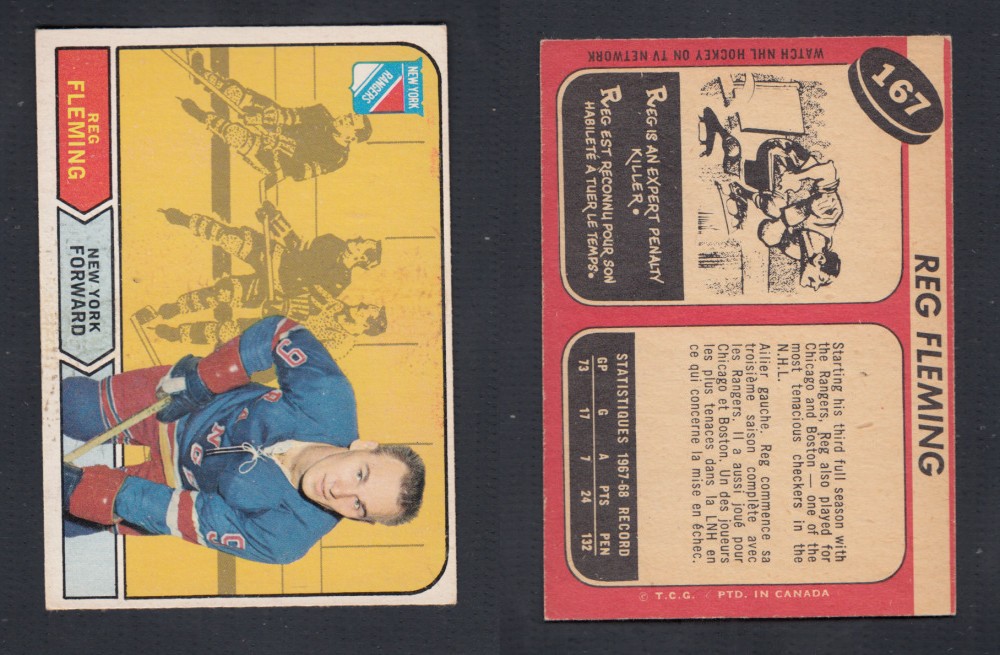 NEW YORK
RANGERS
REG
FLEMING
NEW YORK
FORWARD
9
9
167
REG FLEMING
WATCH NHL HOCKEY ON TV NETWORK
REG IS AN EXPERT PENALTY
KILLER.
REG EST RECONNU POUR SON
HABILETÉ À TUER LE TEMPS.
Starting his third full season with
the Rangers, Reg also played for
Chicago and Boston — one of the
most tenacious checkers in the
N.H.L.
Ailier gauche. Reg commence sa
troisième saison complète avec
les Rangers. Il a aussi joué pour
Chicago et Boston. Un des joueurs
les plus tenaces dans la LNH en
ce qui concerne la mise en échec.
STATISTIQUES 1967-68 RECORD
GP G A PTS PEN
73 17 7 24 132
© T.C.G. PTD. IN CANADA